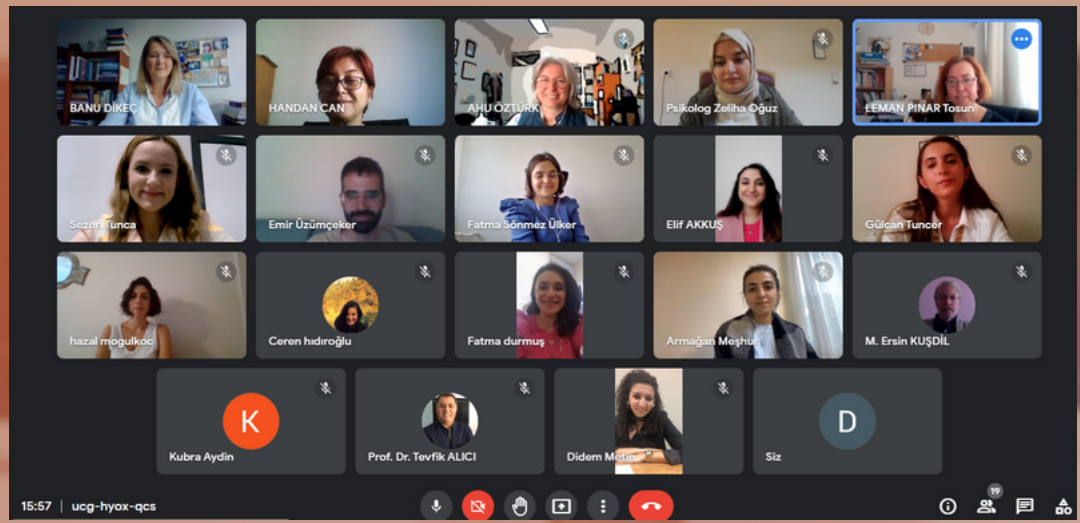 BANU DİKEÇ
HANDAN CAN
AHU ÖZTÜRK
Psikolog Zeliha Oğuz
LEMAN PINAR Tosun
Sezen Tunca
Emir Üzümçeker
Fatma Sönmez Ülker
Elif AKKUŞ
Gülcan Tuncer
hazal mogulkoc
Ceren hıdıroğlu
Fatma durmuş
Armağan Meşhur
M. Ersin KUŞDİL
K
Kubra Aydin
Prof. Dr. Tevfik ALICI
Didem Metin
D
Siz
15:57 | ucg-hyox-qcs
19